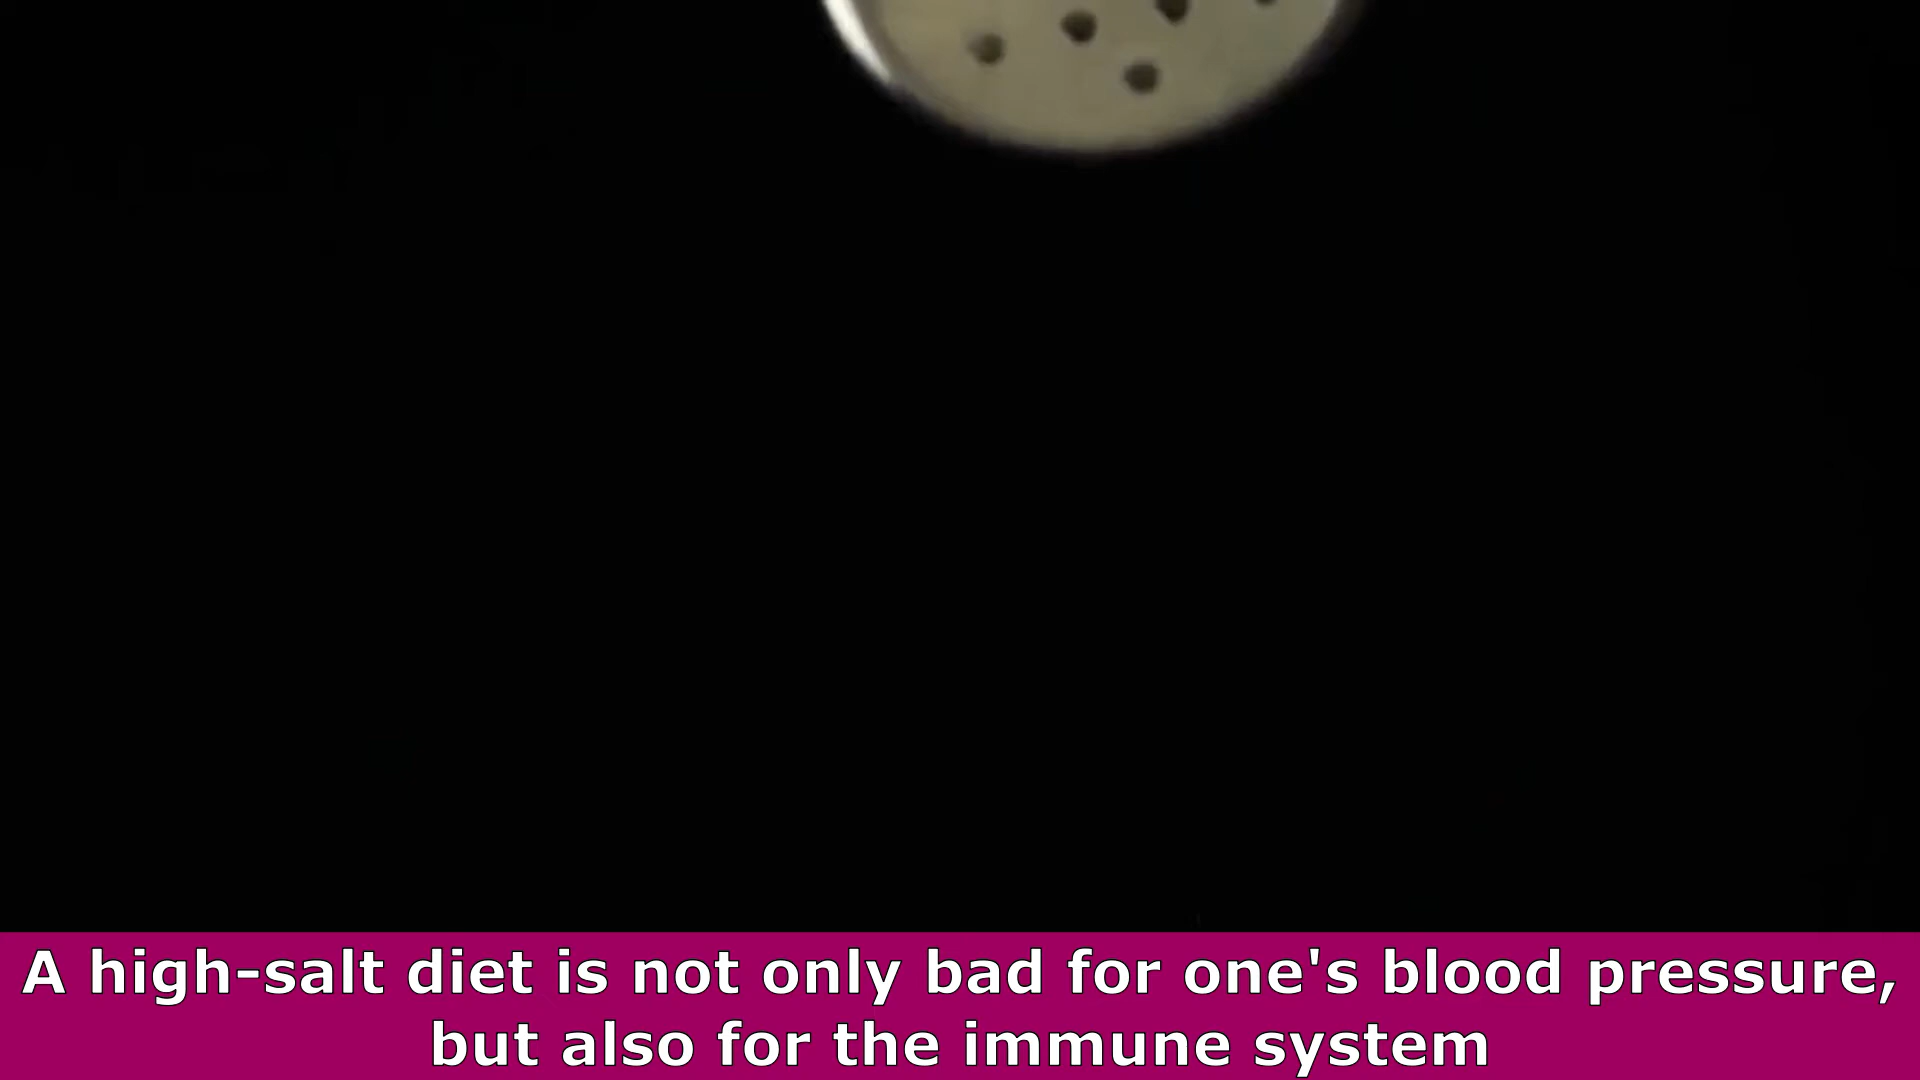 A high-salt diet is not only bad for one's blood pressure,
but also for the immune system